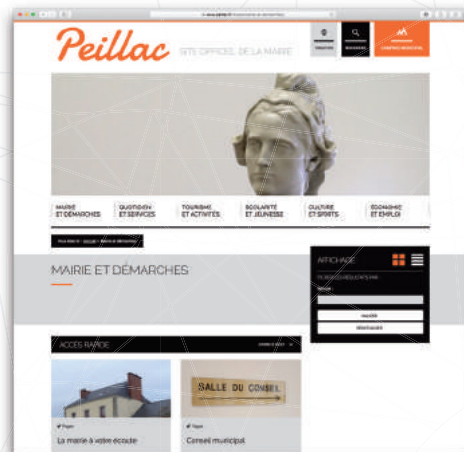 Peillac SITE OFFICIEL DE LA MAIRIE
MAIRIE
ET DÉMARCHES
QUOTIDIEN
ET SERVICES
TOURISME
ET ACTIVITÉS
SCOLARITÉ
ET JEUNESSE
CULTURE
ET SPORTS
ÉCONOMIE
ET EMPLOI
MAIRIE ET DÉMARCHES
AFFICHAGE
ACCÈS RAPIDE
SALLE DU CONSEIL
Pages
La mairie à votre écoute
Pages
Conseil municipal